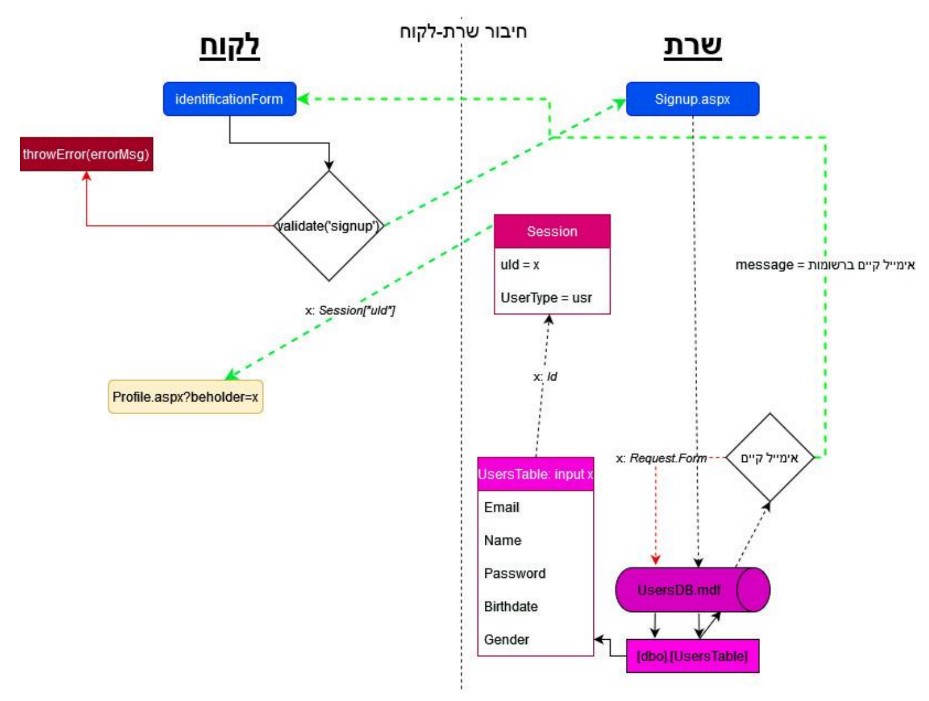 חיבור שרת-לקוח
לקוח
שרת
identificationForm
Signup.aspx
throwError(errorMsg)
validate('signup')
Session
uId = x
UserType = usr
message = אימייל קיים ברשומות
x: Session["uId"]
x: Id
Profile.aspx?beholder=x
x: Request.Form
אימייל קיים
UsersTable: input x
Email
Name
Password
Birthdate
Gender
UsersDB.mdf
[dbo].[UsersTable]